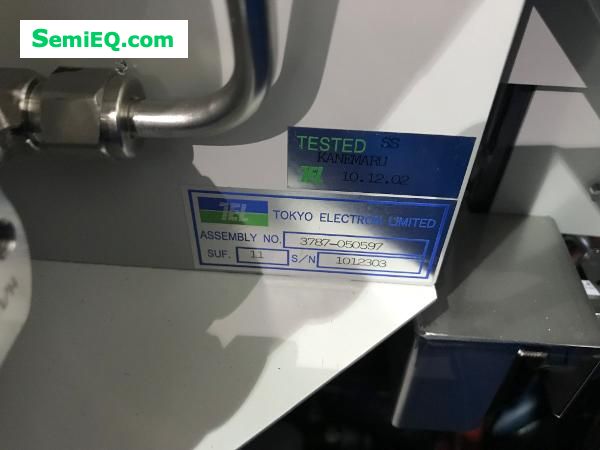 SemiEQ.com
TESTED SS
KANEMARU
TEL 10.12.02
TEL TOKYO ELECTRON LIMITED
ASSEMBLY NO. 3787-050597
SUF. 11 S/N 1012303